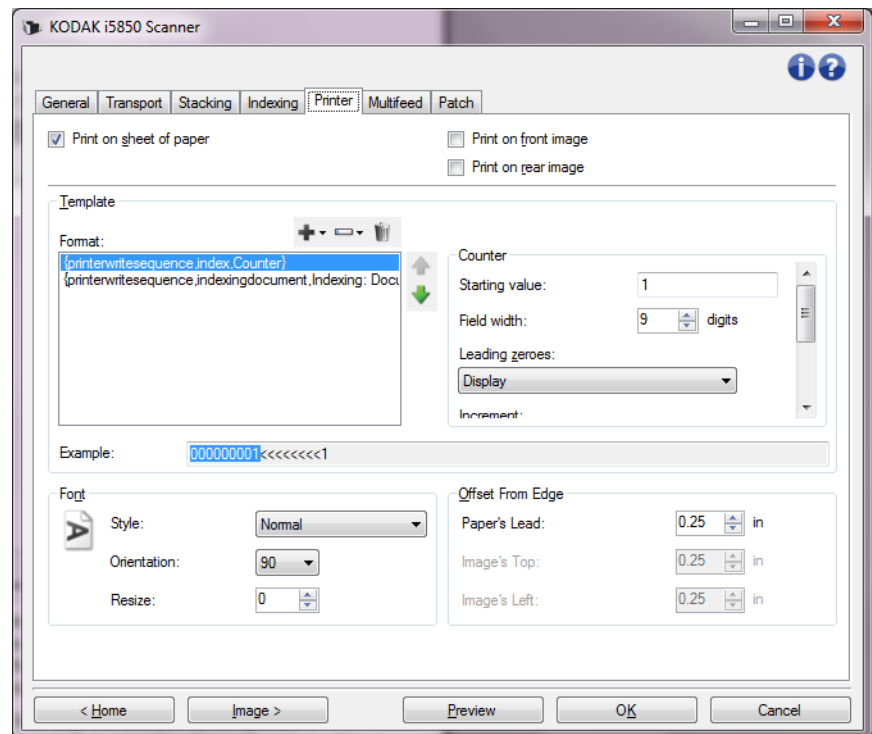 KODAK i5850 Scanner
General Transport Stacking Indexing Printer Multifeed Patch
Print on sheet of paper
Print on front image
Print on rear image
Template
Format:
{printerwritesequence,index,Counter}
{printerwritesequence,indexingdocument,Indexing: Docu
Counter
Starting value: 1
Field width: 9 digits
Leading zeroes:
Display
Increment:
Example: 000000001<<<<<<<<1
Font
Style: Normal
Orientation: 90
Resize: 0
Offset From Edge
Paper's Lead: 0.25 in
Image's Top: 0.25 in
Image's Left: 0.25 in
< Home Image > Preview OK Cancel